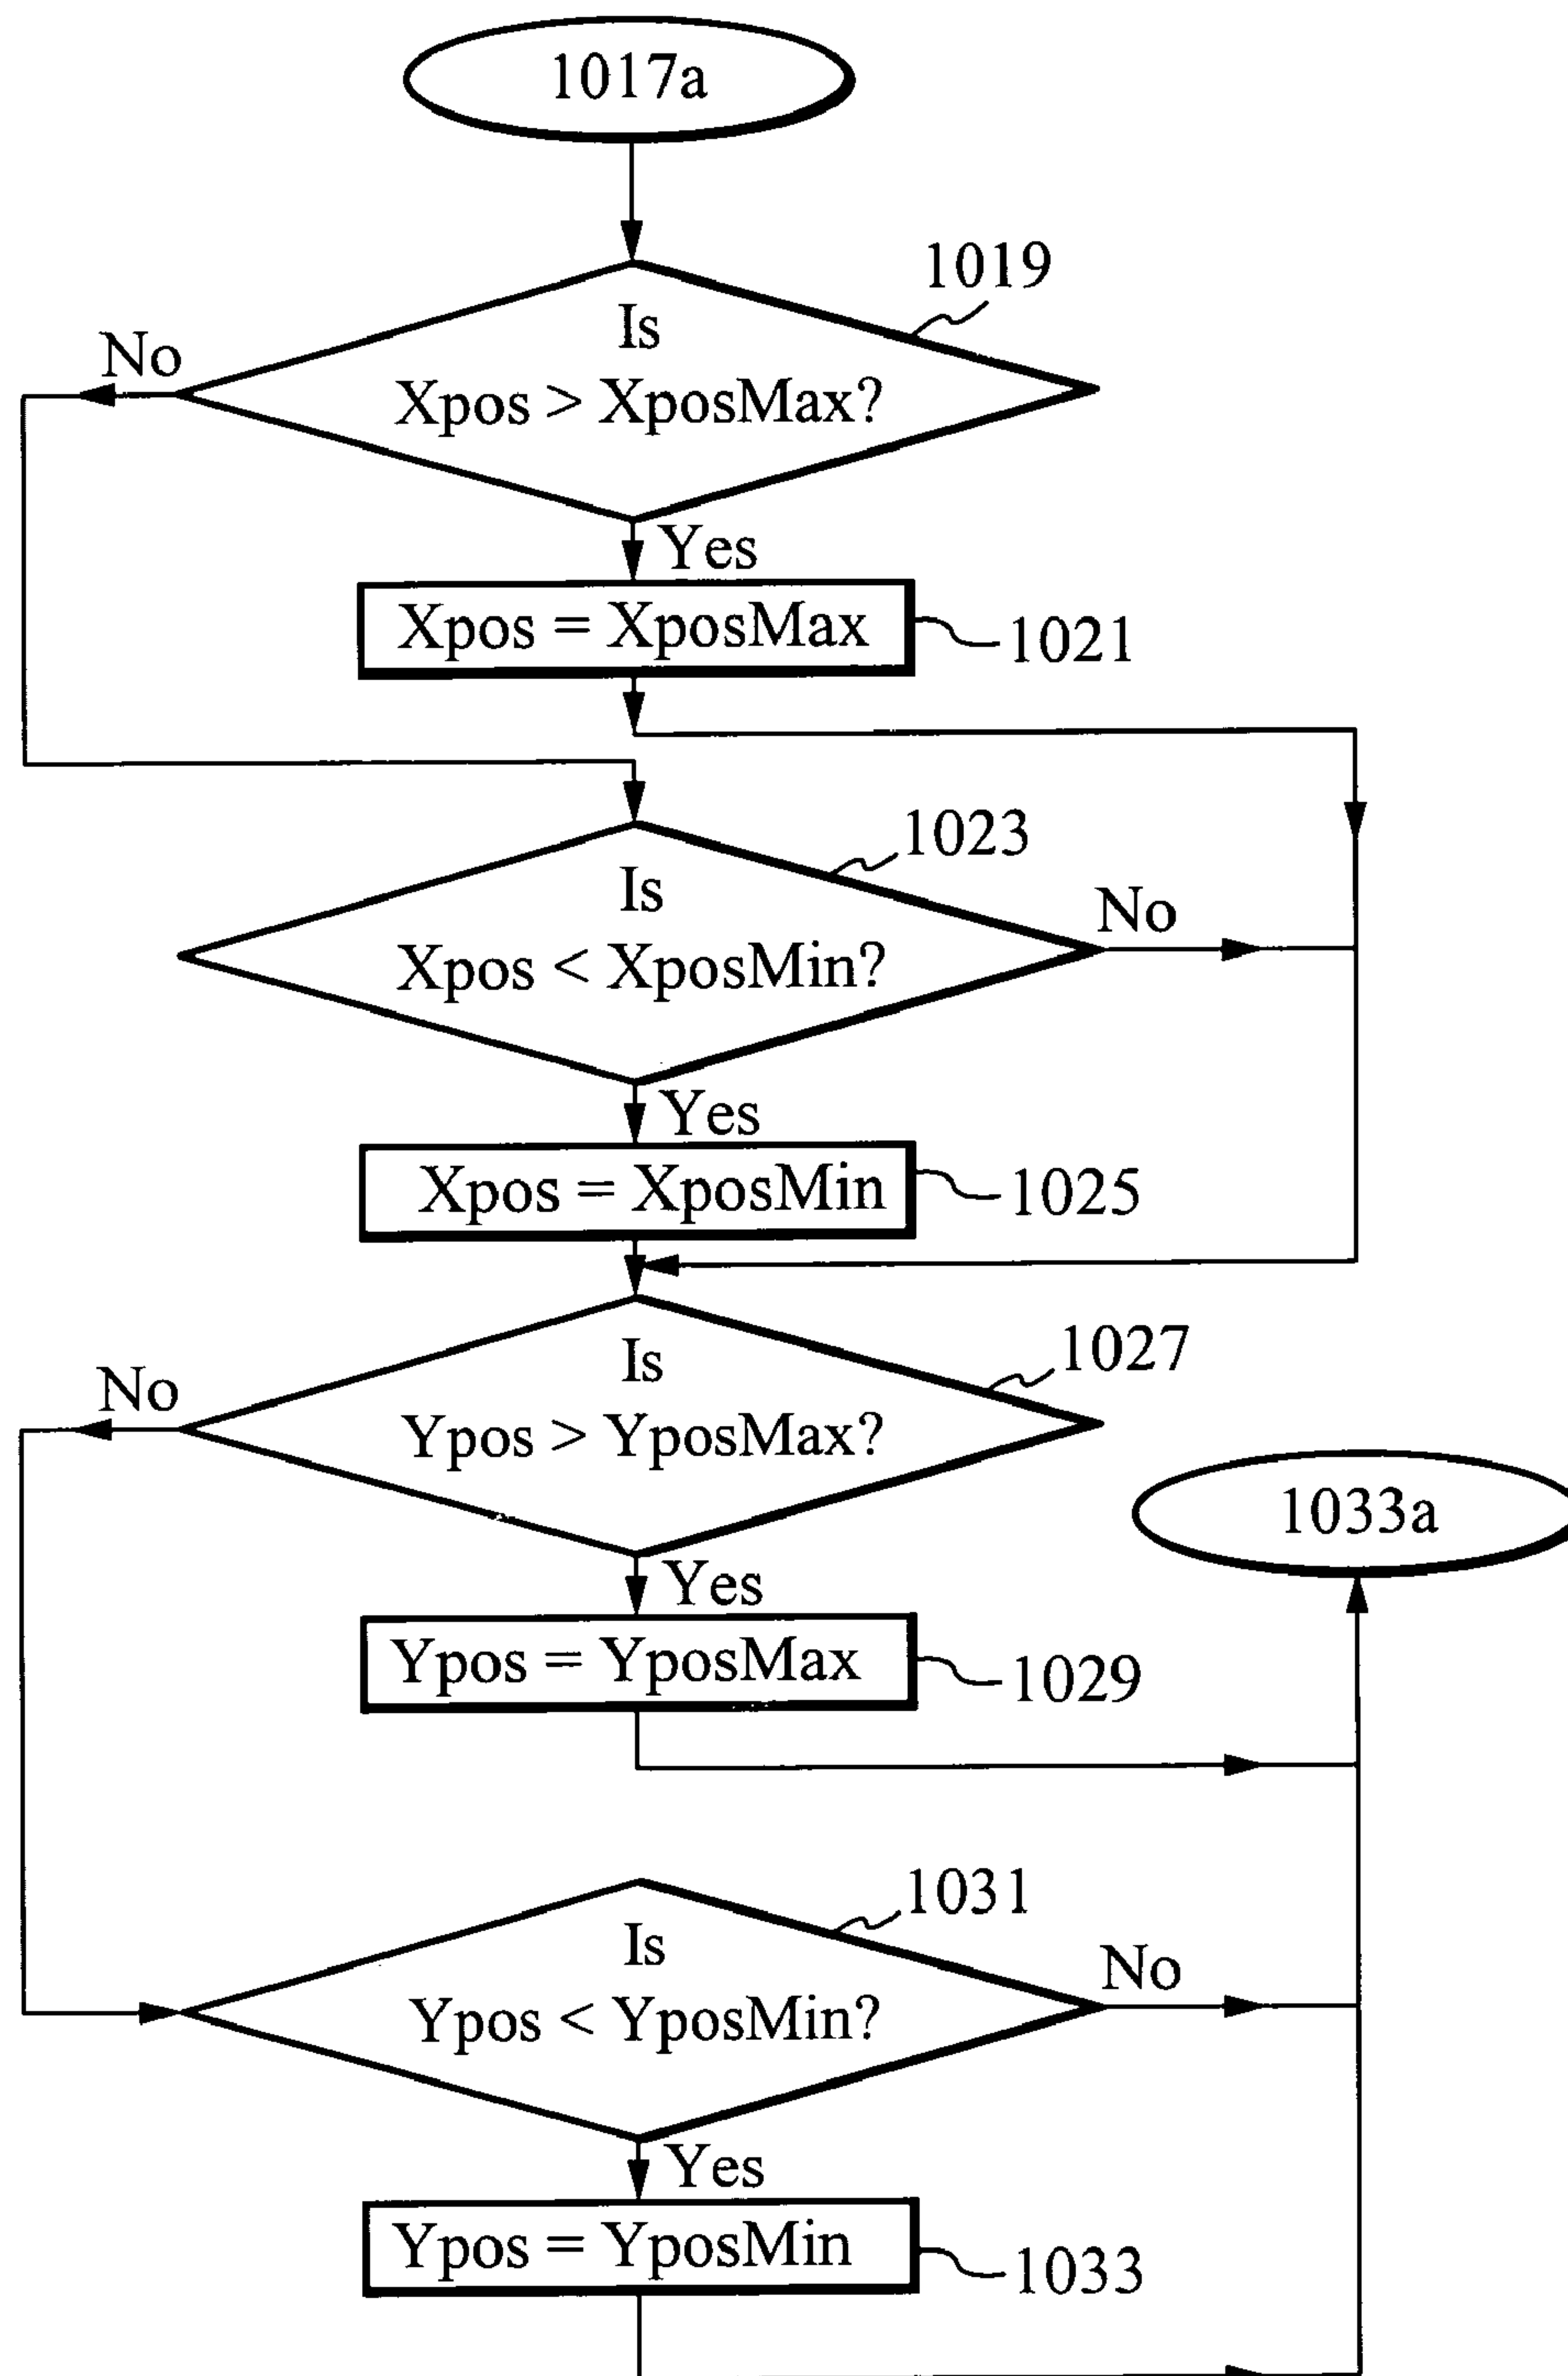 1017a
1019
Is
No
Xpos > XposMax?
Yes
Xpos = XposMax
1021
1023
Is
No
Xpos < XposMin?
Yes
Xpos = XposMin
1025
1027
Is
No
Ypos > YposMax?
1033a
Yes
Ypos = YposMax
1029
1031
Is
No
Ypos < YposMin?
Yes
Ypos = YposMin
1033